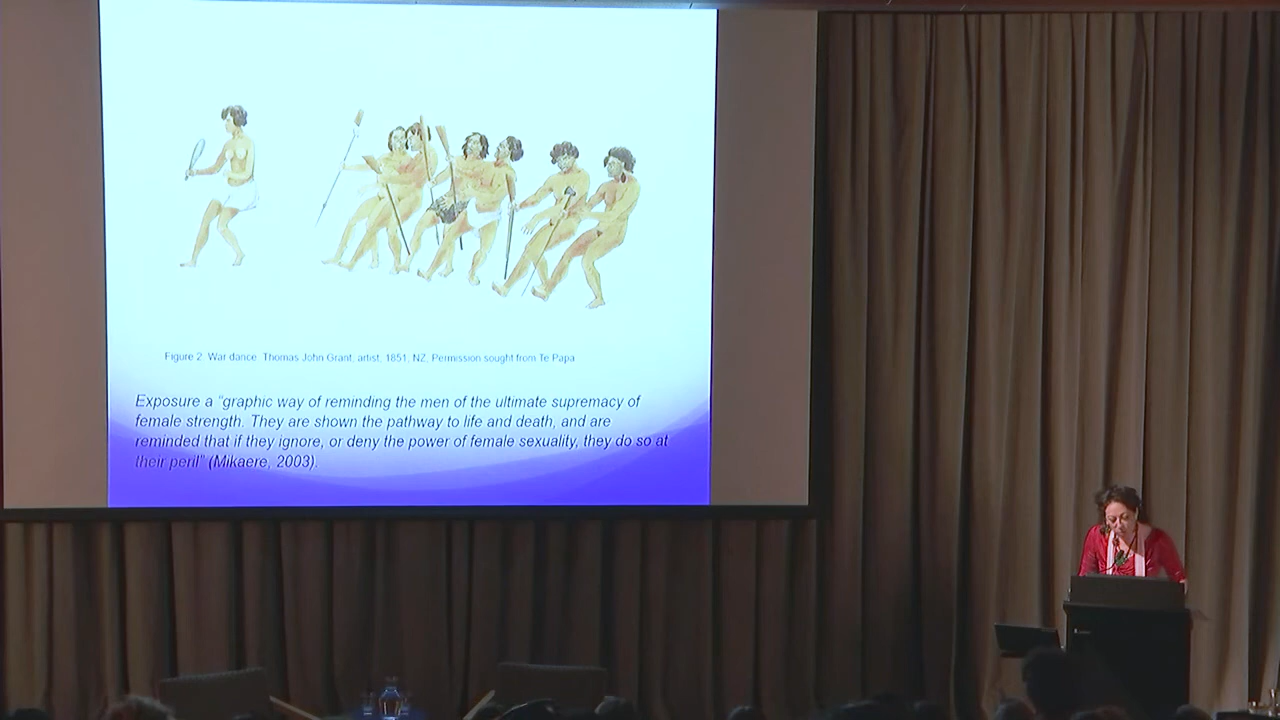 Figure 2. War dance. Thomas John Grant, artist, 1851, NZ, Permission sought from Te Papa
Exposure a “graphic way of reminding the men of the ultimate supremacy of
female strength. They are shown the pathway to life and death, and are
reminded that if they ignore, or deny the power of female sexuality, they do so at
their peril” (Mikaere, 2003).